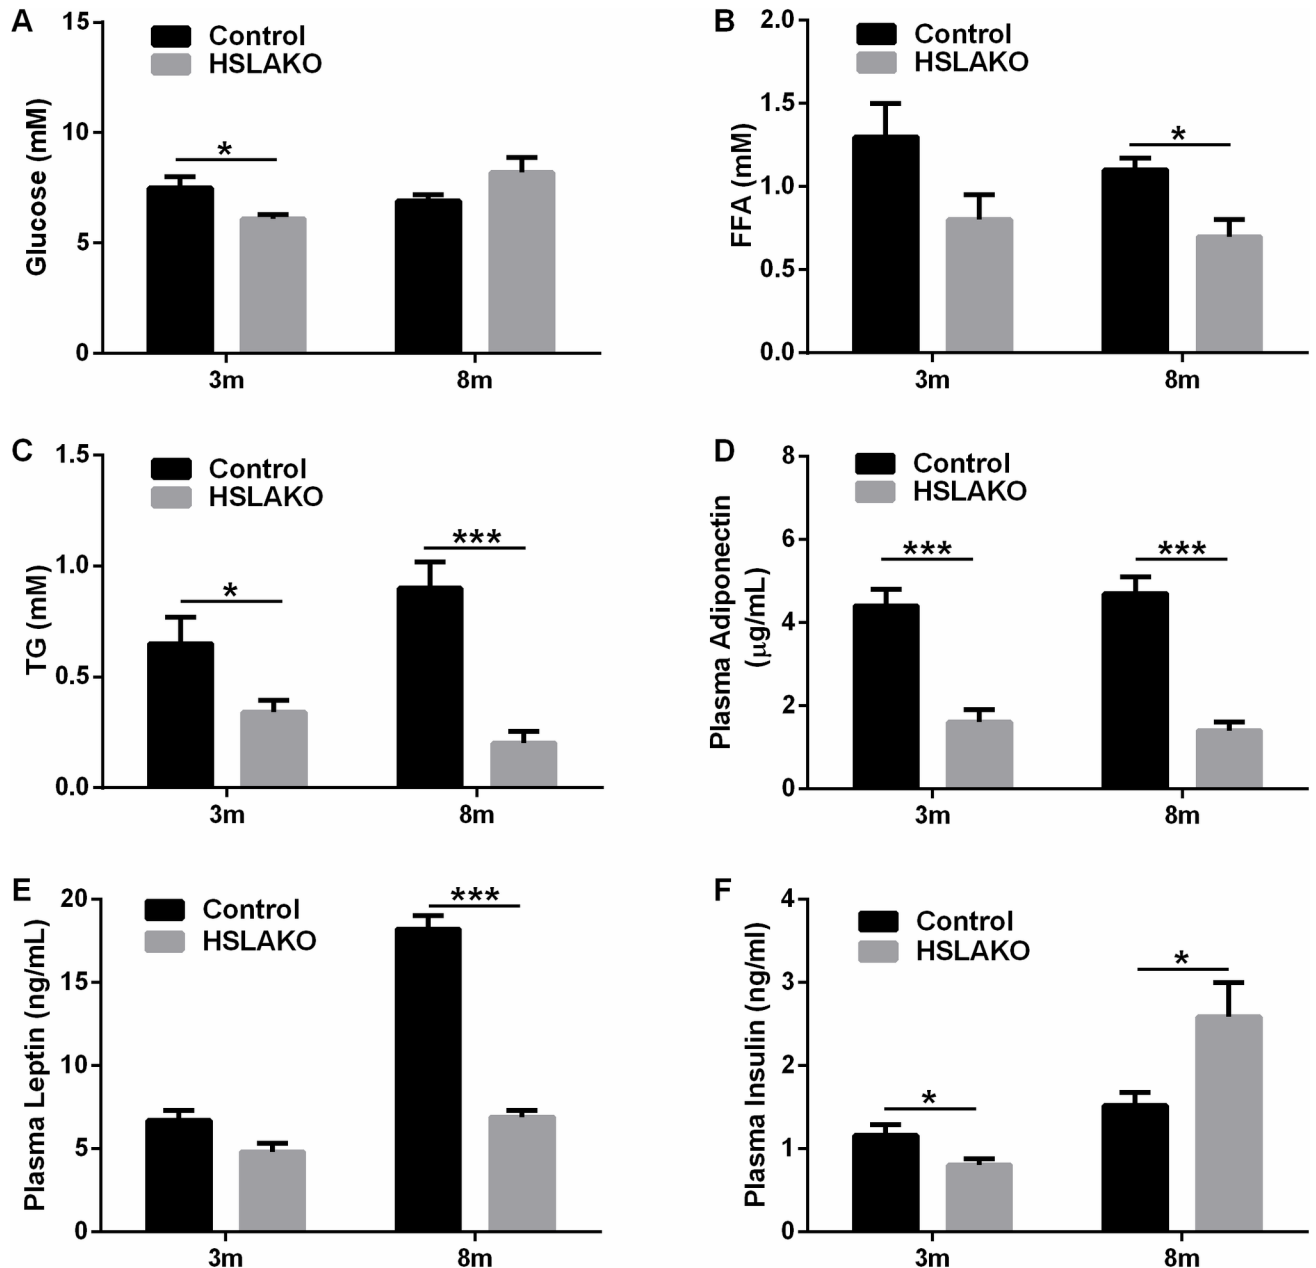 A
Glucose (mM)
15
10
5
0
Control
HSLAKO
*
3m
8m
B
FFA (mM)
2.0
1.5
1.0
0.5
0.0
Control
HSLAKO
*
3m
8m
C
TG (mM)
1.5
1.0
0.5
0.0
Control
HSLAKO
*
***
3m
8m
D
Plasma Adiponectin
(μg/mL)
8
6
4
2
0
Control
HSLAKO
***
***
3m
8m
E
Plasma Leptin (ng/mL)
20
15
10
5
0
Control
HSLAKO
***
3m
8m
F
Plasma Insulin (ng/ml)
4
3
2
1
0
Control
HSLAKO
*
*
3m
8m